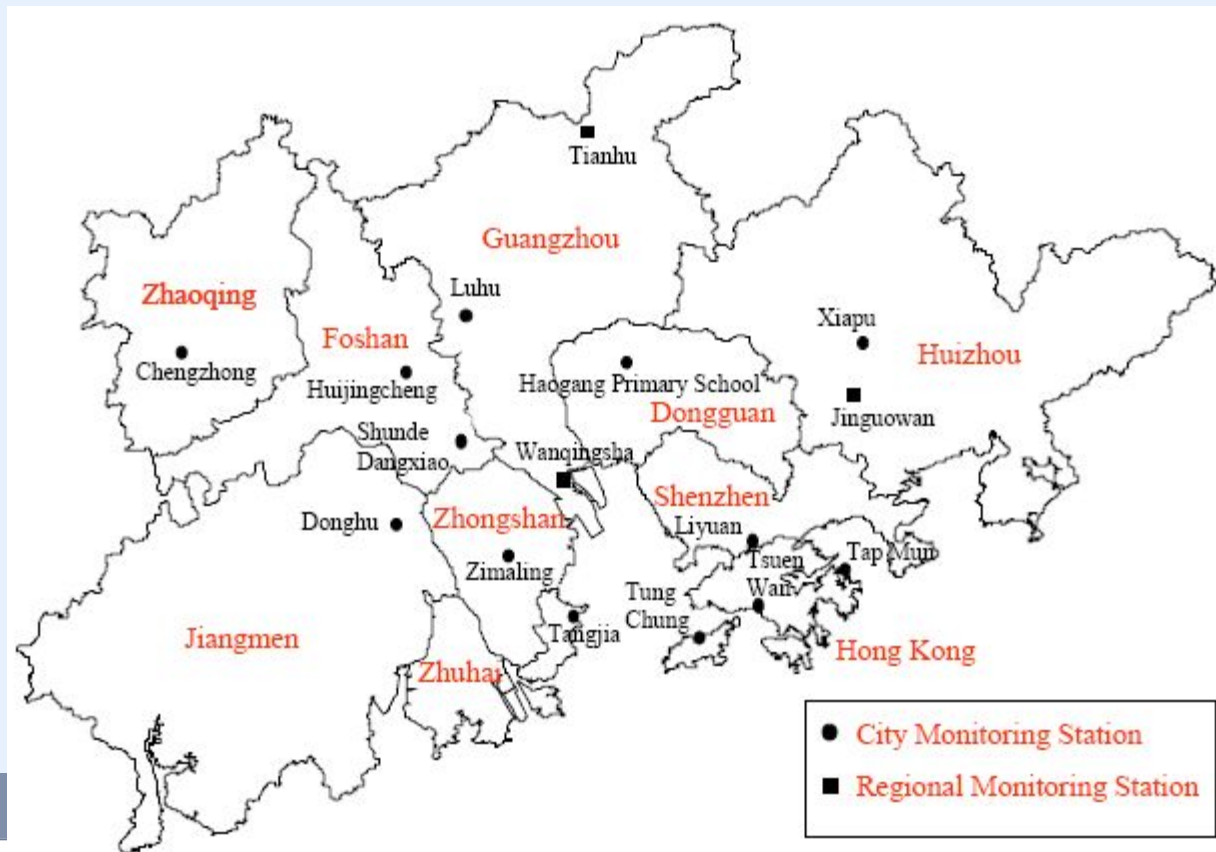 Tianhu
Guangzhou
Zhaoqing
Luhu
Xiapu
Foshan
Huizhou
Chengzhong
Huijingcheng
Haogang Primary School
Dongguan
Jinguowan
Shunde
Dangxiao
Wanqingsha
Shenzhen
Zhongshan
Donghu
Liyuan
Zimaling
Tsuen
Wan
Tap Mun
Tung
Chung
Tangjia
Jiangmen
Zhuhai
Hong Kong
City Monitoring Station
Regional Monitoring Station